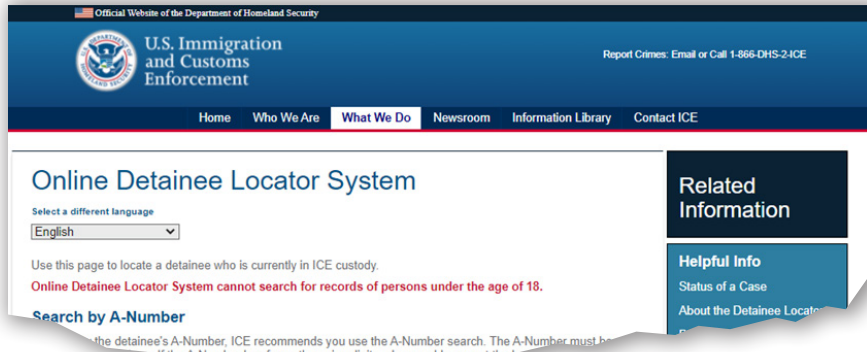 Official Website of the Department of Homeland Security
U.S. Immigration
and Customs
Enforcement
Report Crimes: Email or Call 1-866-DHS-2-ICE
Home Who We Are What We Do Newsroom Information Library Contact ICE
Online Detainee Locator System
Select a different language
English
Use this page to locate a detainee who is currently in ICE custody.
Online Detainee Locator System cannot search for records of persons under the age of 18.
Search by A-Number
the detainee's A-Number, ICE recommends you use the A-Number search. The A-Number must be
Related
Information
Helpful Info
Status of a Case
About the Detainee Locator